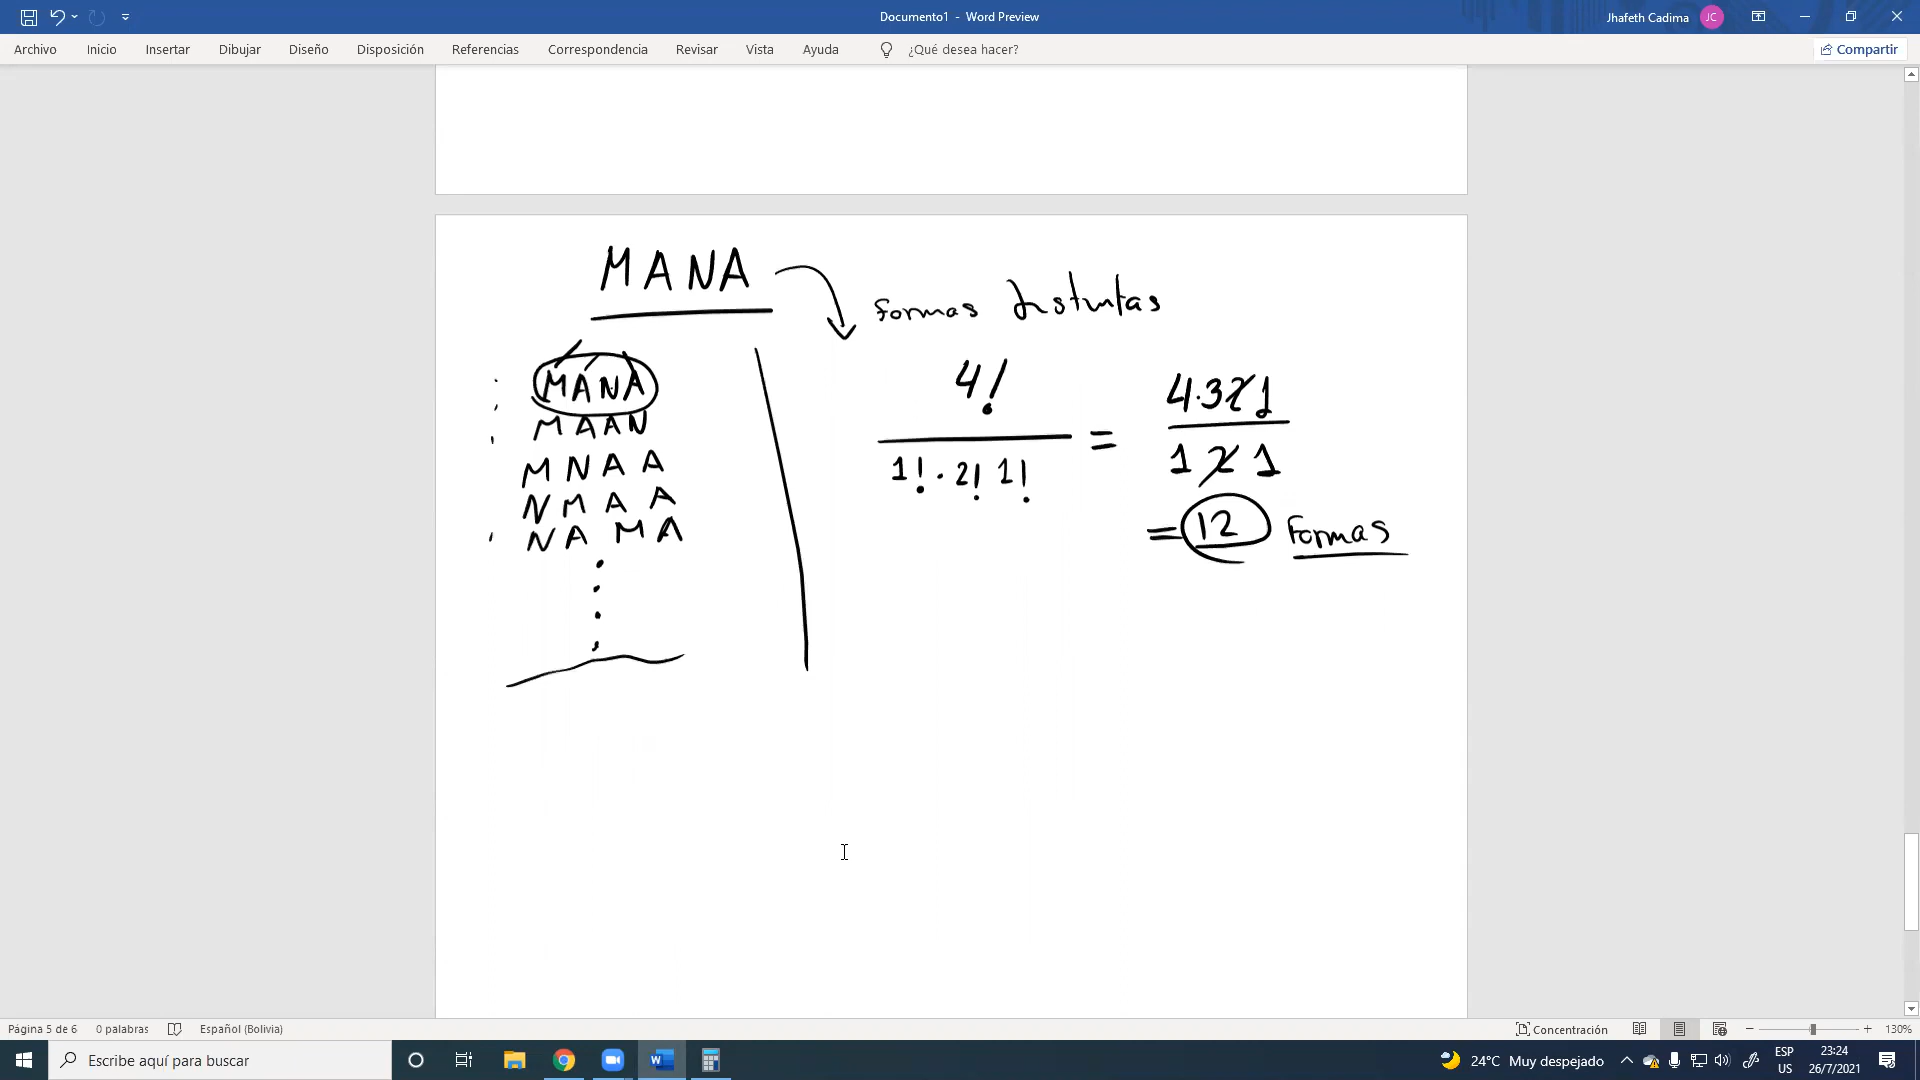 Documento1 - Word Preview
Jhafeth Cadima
JC
Archivo Inicio Insertar Dibujar Diseño Disposición Referencias Correspondencia Revisar Vista Ayuda ¿Qué desea hacer? Compartir
MANA
formas Distintas
MANA
MAAN
MNAA
NMAA
NAMA
4!
1! · 2! 1!
=
4·321
1 2 1
= 12 Formas
Página 5 de 6 0 palabras Español (Bolivia) Concentración 130%
Escribe aquí para buscar
24°C Muy despejado
ESP
US
23:24
26/7/2021